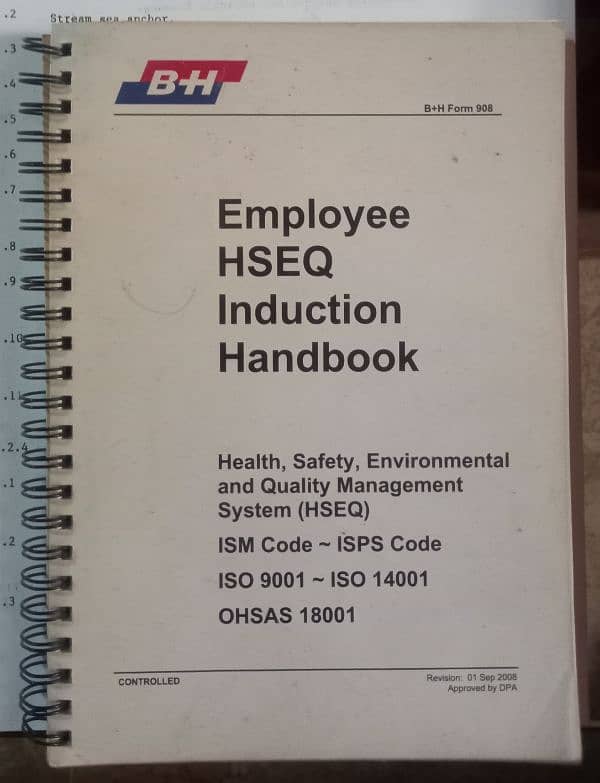 .2 Stream sea anchor.
.3
.4
.5
.6
.7
.8
.9
.10
.11
.2.4
.1
.2
.3
B+H
B+H Form 908
Employee
HSEQ
Induction
Handbook
Health, Safety, Environmental
and Quality Management
System (HSEQ)
ISM Code ~ ISPS Code
ISO 9001 ~ ISO 14001
OHSAS 18001
CONTROLLED
Revision: 01 Sep 2008
Approved by DPA